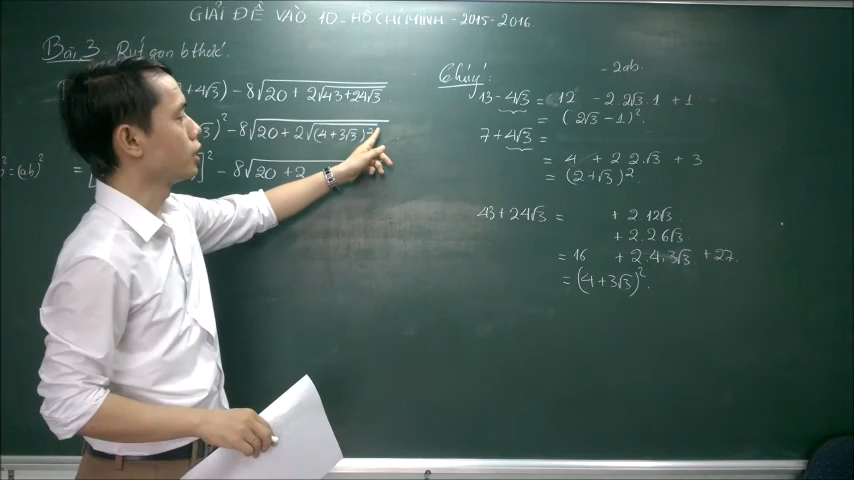 GIẢI ĐỀ VÀO 10 - HỒ CHÍ MINH - 2015-2016.
Bài 3 Rút gọn b thức.
+ 4√3) - 8√(20 + 2√(43+24√3)) .
√3)² - 8√(20 + 2√((4+3√3)²))
² = (ab)² = [ ]² - 8√(20 + 2
Chú ý: - 2ab.
13 - 4√3 = 12 - 2.2√3.1 + 1
= (2√3 - 1)².
7 + 4√3 =
= 4 + 2 2.√3 + 3
= (2+√3)².
43 + 24√3 = + 2.12√3.
+ 2.2 6√3.
= 16 + 2.4.3√3 + 27.
= (4+3√3)².